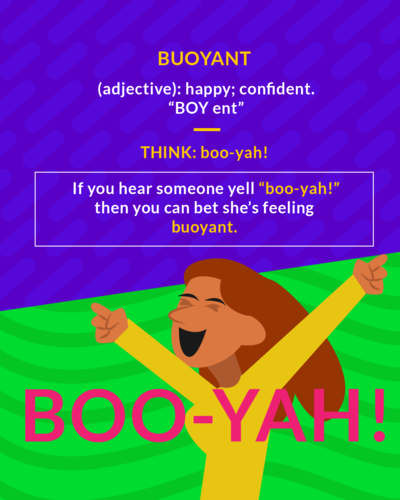 BUOYANT
(adjective): happy; confident.
“BOY ent”
THINK: boo-yah!
If you hear someone yell “boo-yah!”
then you can bet she’s feeling
buoyant.
BOO-YAH!